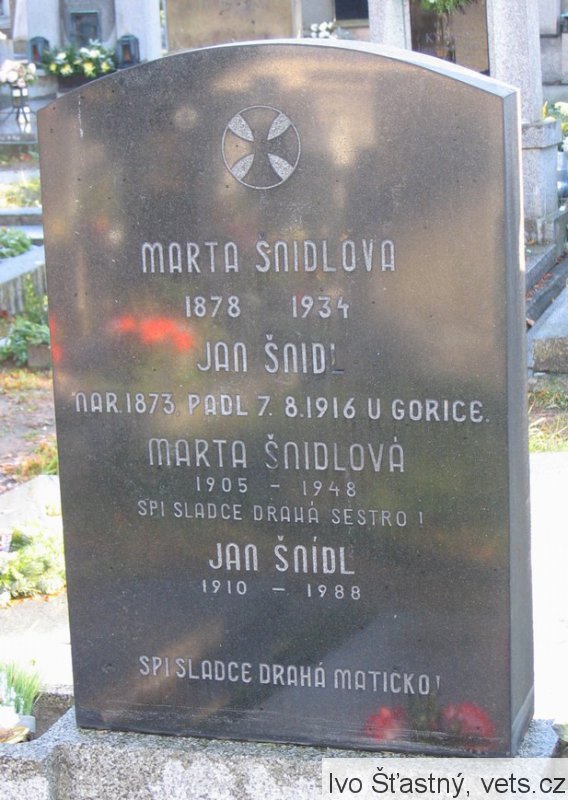 MARTA ŠNIDLOVA
1878 1934
JAN ŠNIDL
NAR.1873, PADL 7. 8.1916 U GORICE.
MARTA ŠNIDLOVÁ
1905 - 1948
SPI SLADCE DRAHÁ SESTRO!
JAN ŠNÍDL
1910 - 1988
SPI SLADCE DRAHÁ MATIČKO!
Ivo Šťastný, vets.cz